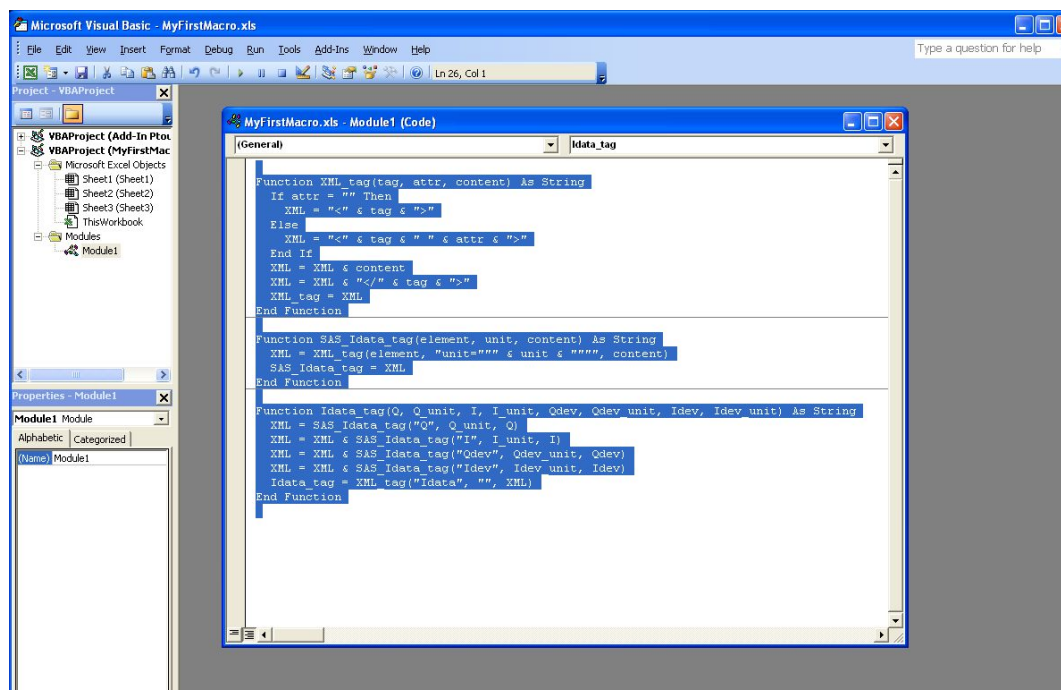 Microsoft Visual Basic - MyFirstMacro.xls
File Edit View Insert Format Debug Run Tools Add-Ins Window Help
Type a question for help
Ln 26, Col 1
Project - VBAProject
VBAProject (Add-In Ptou
VBAProject (MyFirstMac
Microsoft Excel Objects
Sheet1 (Sheet1)
Sheet2 (Sheet2)
Sheet3 (Sheet3)
ThisWorkbook
Modules
Module1
Properties - Module1
Module1 Module
Alphabetic Categorized
(Name) Module1
MyFirstMacro.xls - Module1 (Code)
(General) Idata_tag
Function XML_tag(tag, attr, content) As String
If attr = "" Then
XML = "<" & tag & ">"
Else
XML = "<" & tag & " " & attr & ">"
End If
XML = XML & content
XML = XML & "</" & tag & ">"
XML_tag = XML
End Function
Function SAS_Idata_tag(element, unit, content) As String
XML = XML_tag(element, "unit=""" & unit & """", content)
SAS_Idata_tag = XML
End Function
Function Idata_tag(Q, Q_unit, I, I_unit, Qdev, Qdev_unit, Idev, Idev_unit) As String
XML = SAS_Idata_tag("Q", Q_unit, Q)
XML = XML & SAS_Idata_tag("I", I_unit, I)
XML = XML & SAS_Idata_tag("Qdev", Qdev_unit, Qdev)
XML = XML & SAS_Idata_tag("Idev", Idev_unit, Idev)
Idata_tag = XML_tag("Idata", "", XML)
End Function